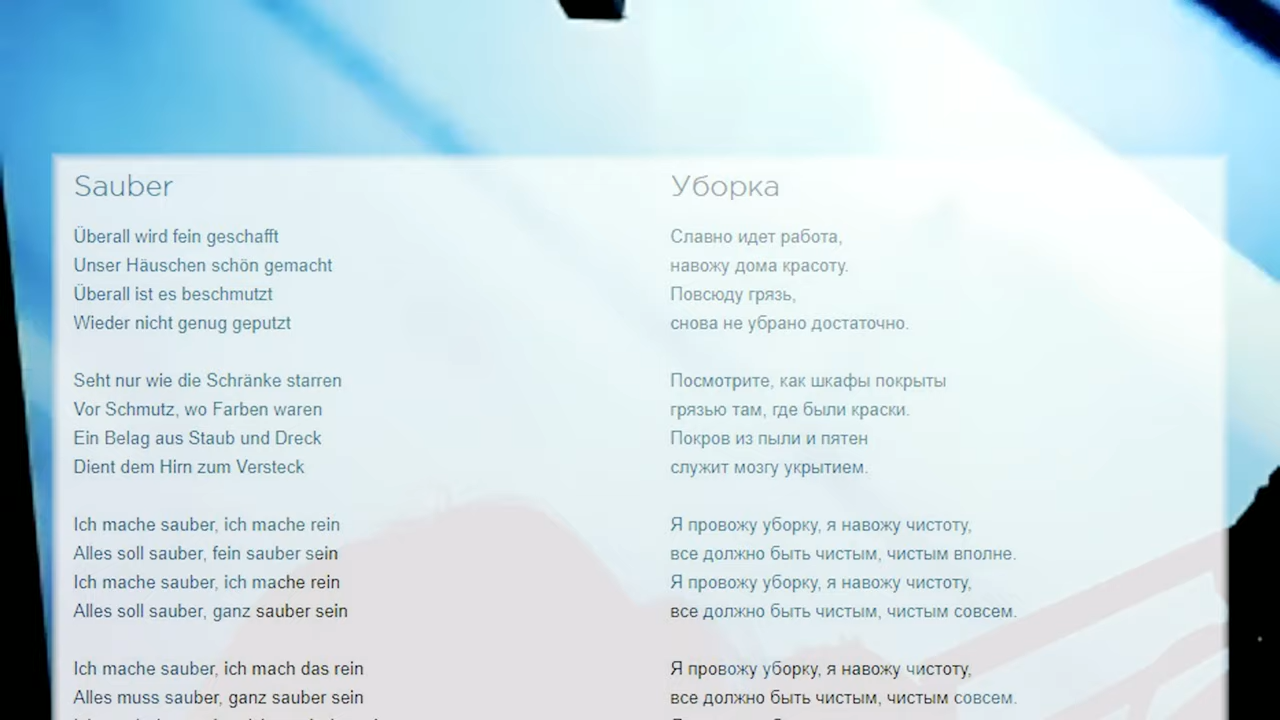 Sauber
Überall wird fein geschafft
Unser Häuschen schön gemacht
Überall ist es beschmutzt
Wieder nicht genug geputzt
Seht nur wie die Schränke starren
Vor Schmutz, wo Farben waren
Ein Belag aus Staub und Dreck
Dient dem Hirn zum Versteck
Ich mache sauber, ich mache rein
Alles soll sauber, fein sauber sein
Ich mache sauber, ich mache rein
Alles soll sauber, ganz sauber sein
Ich mache sauber, ich mach das rein
Alles muss sauber, ganz sauber sein
Уборка
Славно идет работа,
навожу дома красоту.
Повсюду грязь,
снова не убрано достаточно.
Посмотрите, как шкафы покрыты
грязью там, где были краски.
Покров из пыли и пятен
служит мозгу укрытием.
Я провожу уборку, я навожу чистоту,
все должно быть чистым, чистым вполне.
Я провожу уборку, я навожу чистоту,
все должно быть чистым, чистым совсем.
Я провожу уборку, я навожу чистоту,
все должно быть чистым, чистым совсем.